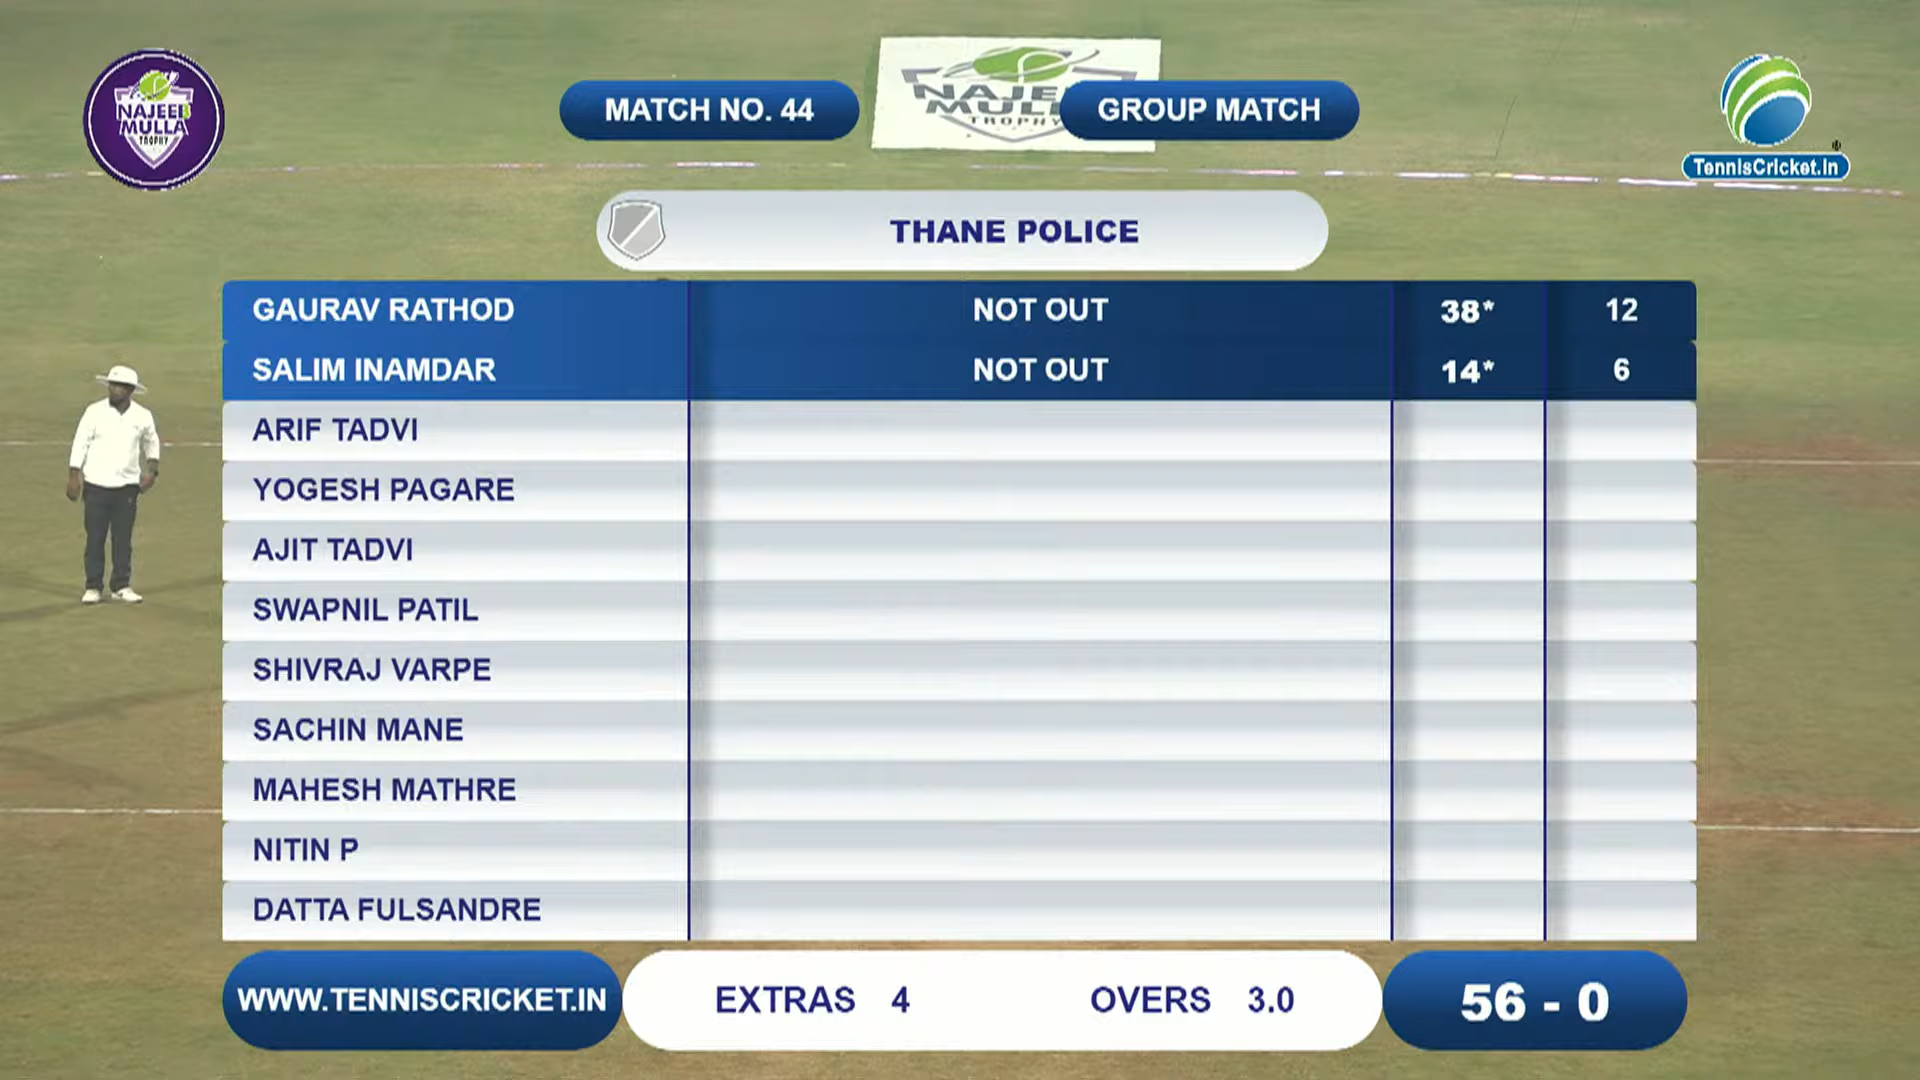 NAJEEB
MULLA
TROPHY
MATCH NO. 44
TROPHY
GROUP MATCH
TennisCricket.in
THANE POLICE
GAURAV RATHOD NOT OUT 38* 12
SALIM INAMDAR NOT OUT 14* 6
ARIF TADVI
YOGESH PAGARE
AJIT TADVI
SWAPNIL PATIL
SHIVRAJ VARPE
SACHIN MANE
MAHESH MATHRE
NITIN P
DATTA FULSANDRE
WWW.TENNISCRICKET.IN EXTRAS 4 OVERS 3.0 56 - 0